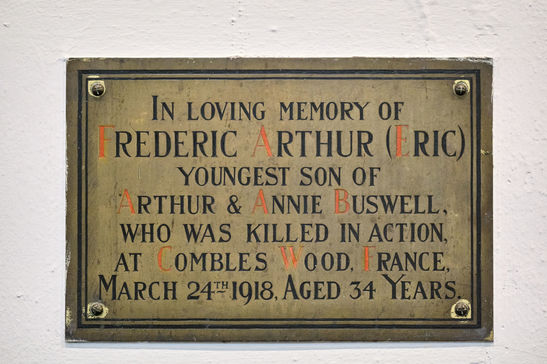 IN LOVING MEMORY OF
FREDERIC ARTHUR (ERIC)
YOUNGEST SON OF
ARTHUR & ANNIE BUSWELL,
WHO WAS KILLED IN ACTION,
AT COMBLES WOOD, FRANCE,
MARCH 24TH 1918, AGED 34 YEARS.